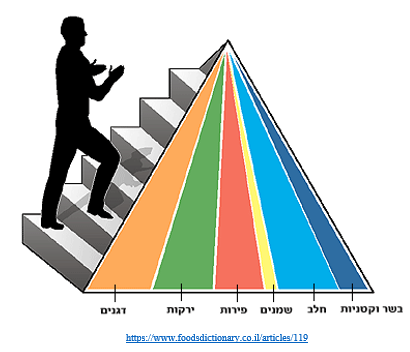 בשר וקטניות חלב שמנים פירות ירקות דגנים
https://www.foodsdictionary.co.il/articles/119